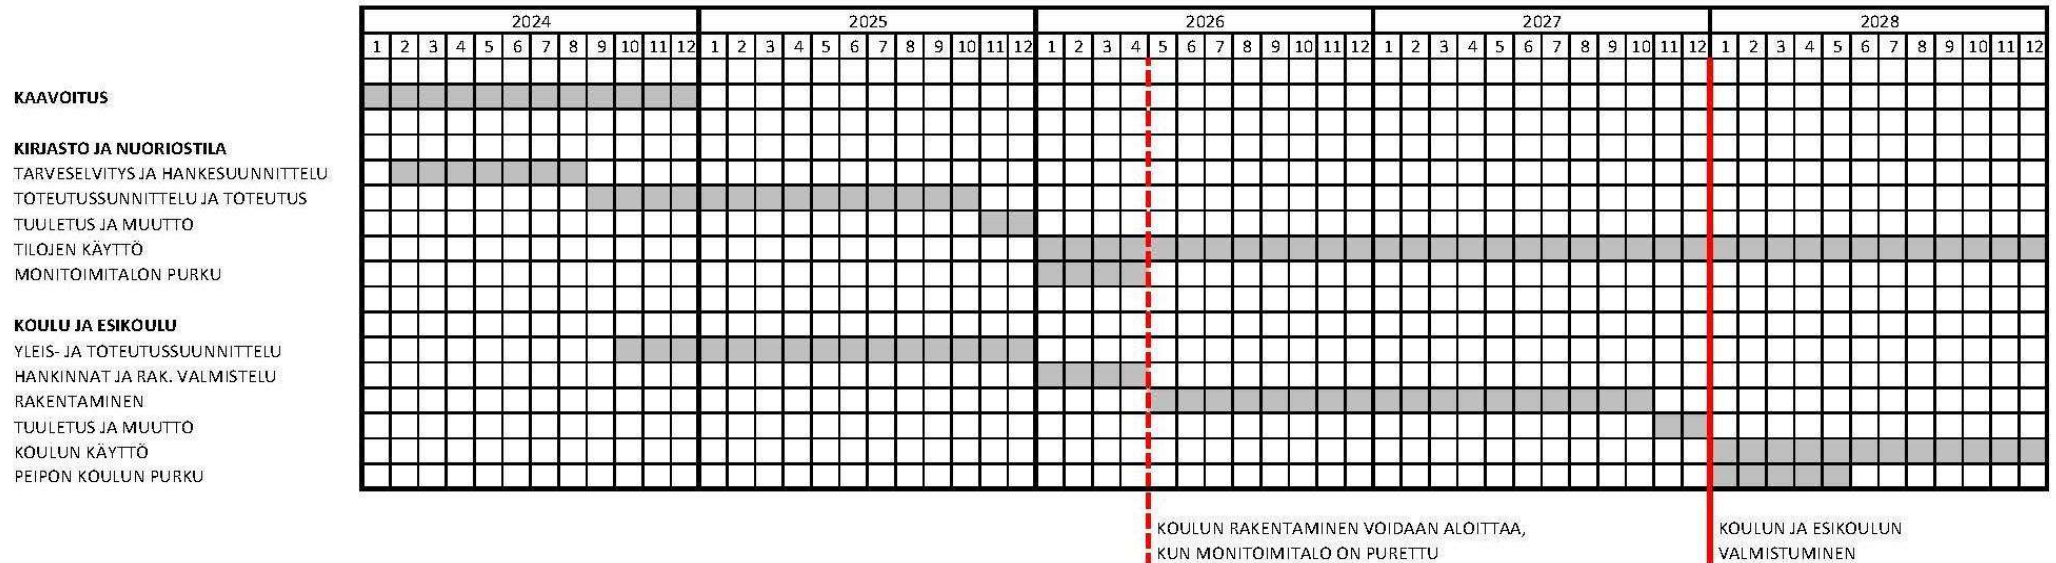 2024 2025 2026 2027 2028
1 2 3 4 5 6 7 8 9 10 11 12 1 2 3 4 5 6 7 8 9 10 11 12 1 2 3 4 5 6 7 8 9 10 11 12 1 2 3 4 5 6 7 8 9 10 11 12 1 2 3 4 5 6 7 8 9 10 11 12
KAAVOITUS
KIRJASTO JA NUORIOSTILA
TARVESELVITYS JA HANKESUUNNITTELU
TOTEUTUSSUNNITTELU JA TOTEUTUS
TUULETUS JA MUUTTO
TILOJEN KÄYTTÖ
MONITOIMITALON PURKU
KOULU JA ESIKOULU
YLEIS- JA TOTEUTUSSUUNNITTELU
HANKINNAT JA RAK. VALMISTELU
RAKENTAMINEN
TUULETUS JA MUUTTO
KOULUN KÄYTTÖ
PEIPON KOULUN PURKU
KOULUN RAKENTAMINEN VOIDAAN ALOITTAA,
KUN MONITOIMITALO ON PURETTU
KOULUN JA ESIKOULUN
VALMISTUMINEN